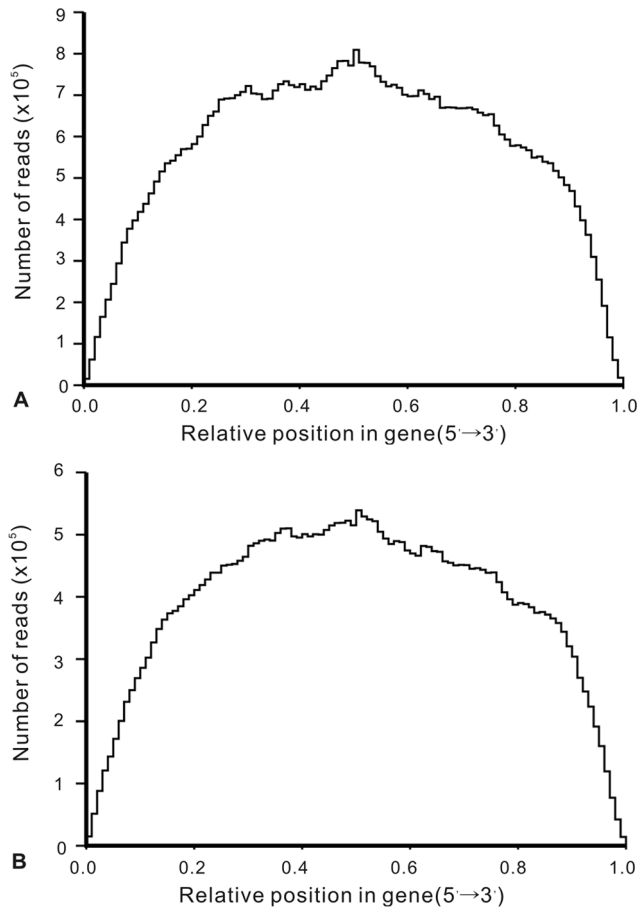 9
8
7
6
5
4
3
2
1
0
Number of reads (x10⁵)
0.0 0.2 0.4 0.6 0.8 1.0
A
Relative position in gene(5'→3')
6
5
4
3
2
1
0
Number of reads (x10⁵)
0.0 0.2 0.4 0.6 0.8 1.0
B
Relative position in gene(5'→3')